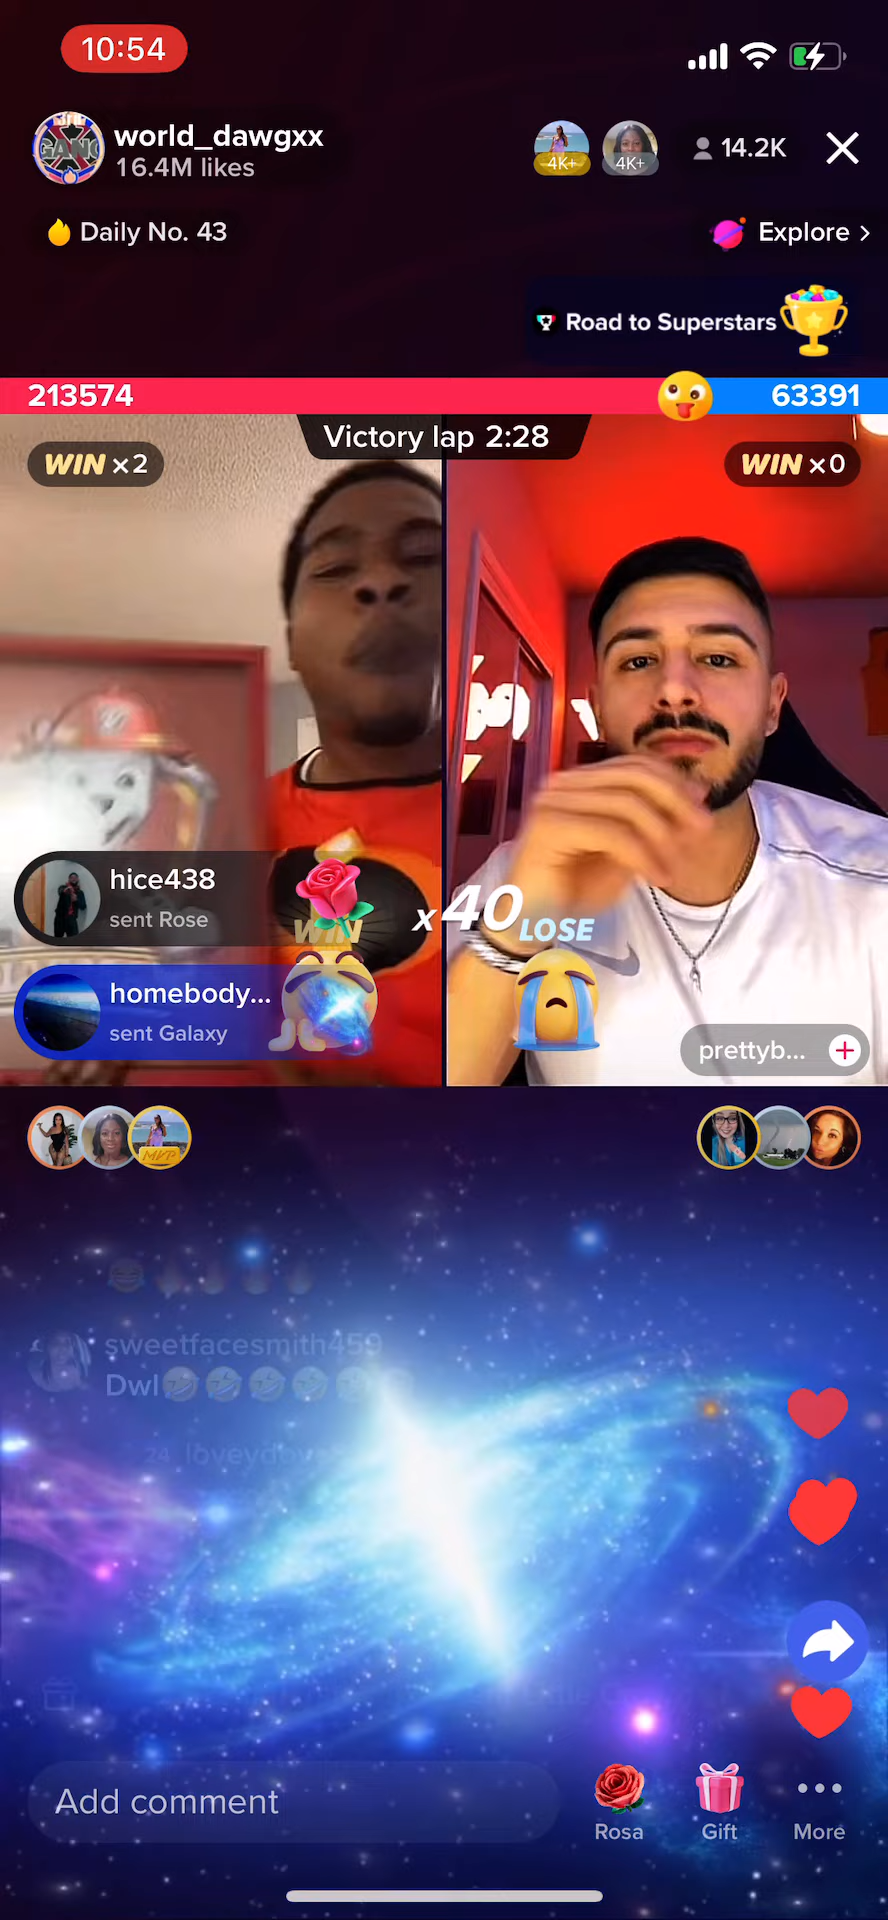 10:54
world_dawgxx
16.4M likes
4K+
4K+
14.2K
Daily No. 43
Explore >
Road to Superstars
213574
63391
Victory lap 2:28
WIN x2
WIN x0
hice438
sent Rose
WIN
x40
LOSE
homebody...
sent Galaxy
prettyb...
MVP
sweetfacesmith459
Dwl
Add comment
Rosa
Gift
More